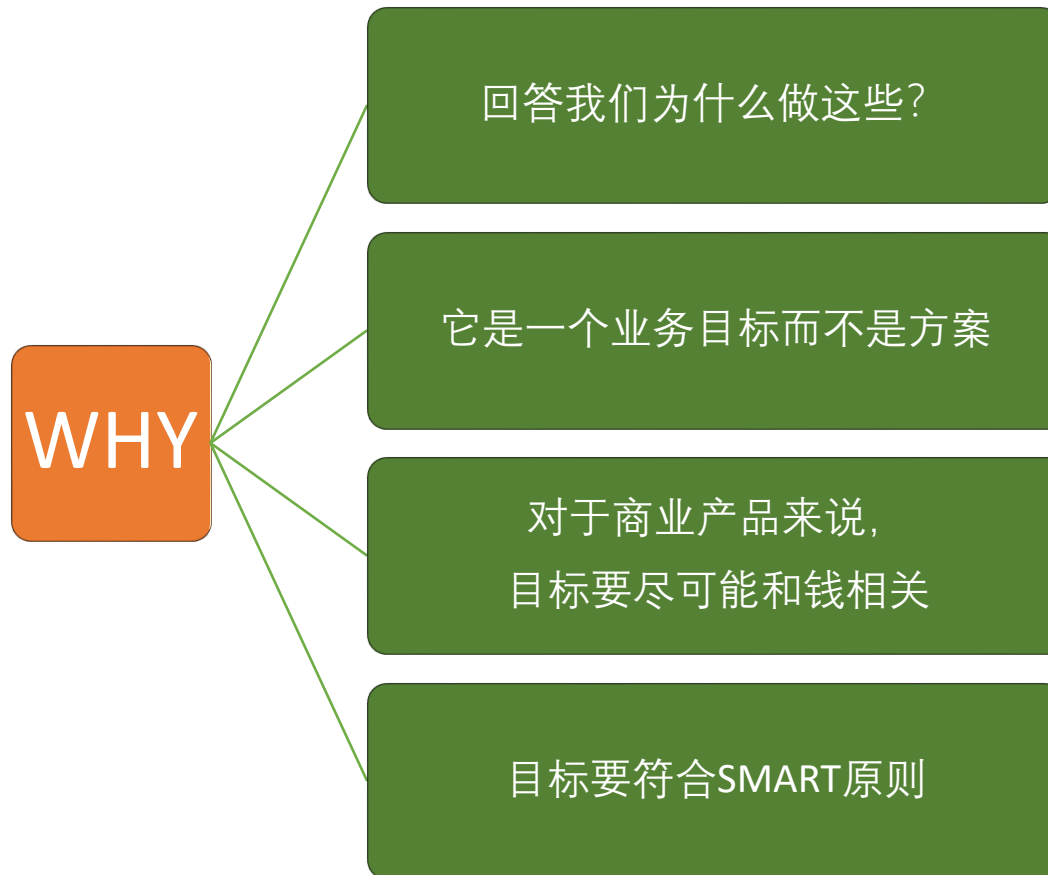 WHY
回答我们为什么做这些？
它是一个业务目标而不是方案
对于商业产品来说，
目标要尽可能和钱相关
目标要符合SMART原则